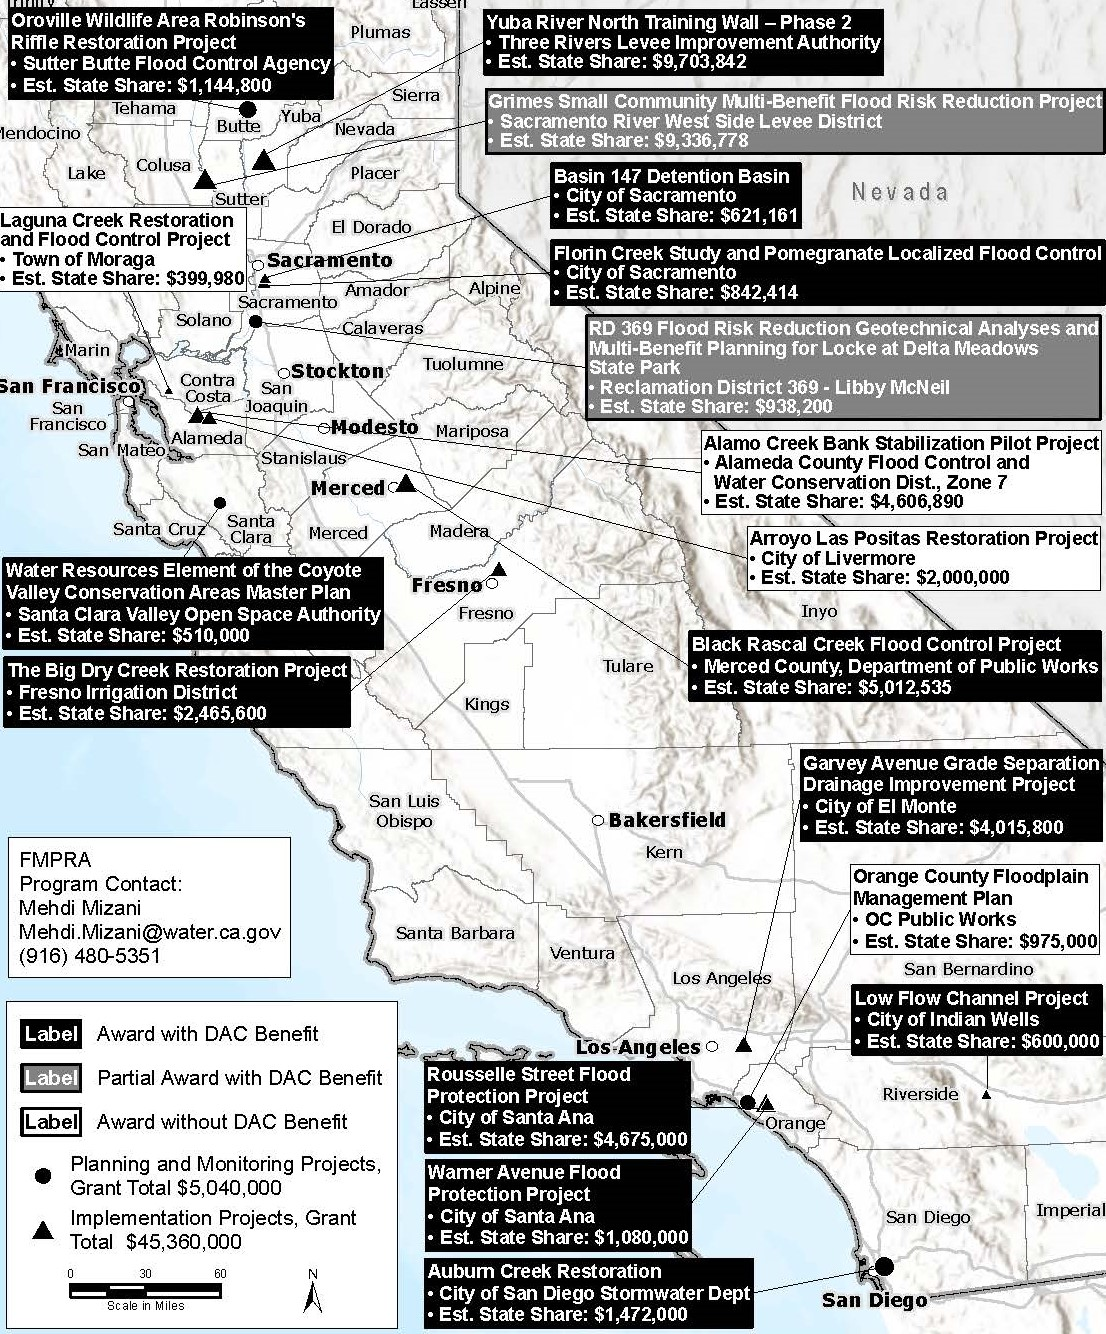 Trinity
Lassen
Oroville Wildlife Area Robinson's
Riffle Restoration Project
• Sutter Butte Flood Control Agency
• Est. State Share: $1,144,800
Plumas
Yuba River North Training Wall – Phase 2
• Three Rivers Levee Improvement Authority
• Est. State Share: $9,703,842
Tehama
Butte
Yuba
Sierra
Grimes Small Community Multi-Benefit Flood Risk Reduction Project
• Sacramento River West Side Levee District
• Est. State Share: $9,336,778
Mendocino
Nevada
Lake
Colusa
Sutter
Placer
Basin 147 Detention Basin
• City of Sacramento
• Est. State Share: $621,161
Nevada
Laguna Creek Restoration
and Flood Control Project
• Town of Moraga
• Est. State Share: $399,980
El Dorado
Sacramento
Florin Creek Study and Pomegranate Localized Flood Control
• City of Sacramento
• Est. State Share: $842,414
Sacramento
Amador
Alpine
Solano
Calaveras
RD 369 Flood Risk Reduction Geotechnical Analyses and
Multi-Benefit Planning for Locke at Delta Meadows
State Park
• Reclamation District 369 - Libby McNeil
• Est. State Share: $938,200
Marin
Tuolumne
Stockton
San Francisco
Contra
Costa
San
Joaquin
San
Francisco
Modesto
Mariposa
Alameda
San Mateo
Stanislaus
Alamo Creek Bank Stabilization Pilot Project
• Alameda County Flood Control and
Water Conservation Dist., Zone 7
• Est. State Share: $4,606,890
Merced
Santa Cruz
Santa
Clara
Merced
Madera
Arroyo Las Positas Restoration Project
• City of Livermore
• Est. State Share: $2,000,000
Water Resources Element of the Coyote
Valley Conservation Areas Master Plan
• Santa Clara Valley Open Space Authority
• Est. State Share: $510,000
Fresno
Fresno
Inyo
Black Rascal Creek Flood Control Project
• Merced County, Department of Public Works
• Est. State Share: $5,012,535
The Big Dry Creek Restoration Project
• Fresno Irrigation District
• Est. State Share: $2,465,600
Tulare
Kings
Garvey Avenue Grade Separation
Drainage Improvement Project
• City of El Monte
• Est. State Share: $4,015,800
San Luis
Obispo
Bakersfield
Kern
FMPRA
Program Contact:
Mehdi Mizani
Mehdi.Mizani@water.ca.gov
(916) 480-5351
Orange County Floodplain
Management Plan
• OC Public Works
• Est. State Share: $975,000
Santa Barbara
Ventura
Los Angeles
San Bernardino
Low Flow Channel Project
• City of Indian Wells
• Est. State Share: $600,000
Los Angeles
Label Award with DAC Benefit
Label Partial Award with DAC Benefit
Label Award without DAC Benefit
Planning and Monitoring Projects,
Grant Total $5,040,000
Implementation Projects, Grant
Total $45,360,000
0 30 60
Scale in Miles
N
Rousselle Street Flood
Protection Project
• City of Santa Ana
• Est. State Share: $4,675,000
Riverside
Orange
Warner Avenue Flood
Protection Project
• City of Santa Ana
• Est. State Share: $1,080,000
San Diego
Imperial
Auburn Creek Restoration
• City of San Diego Stormwater Dept
• Est. State Share: $1,472,000
San Diego